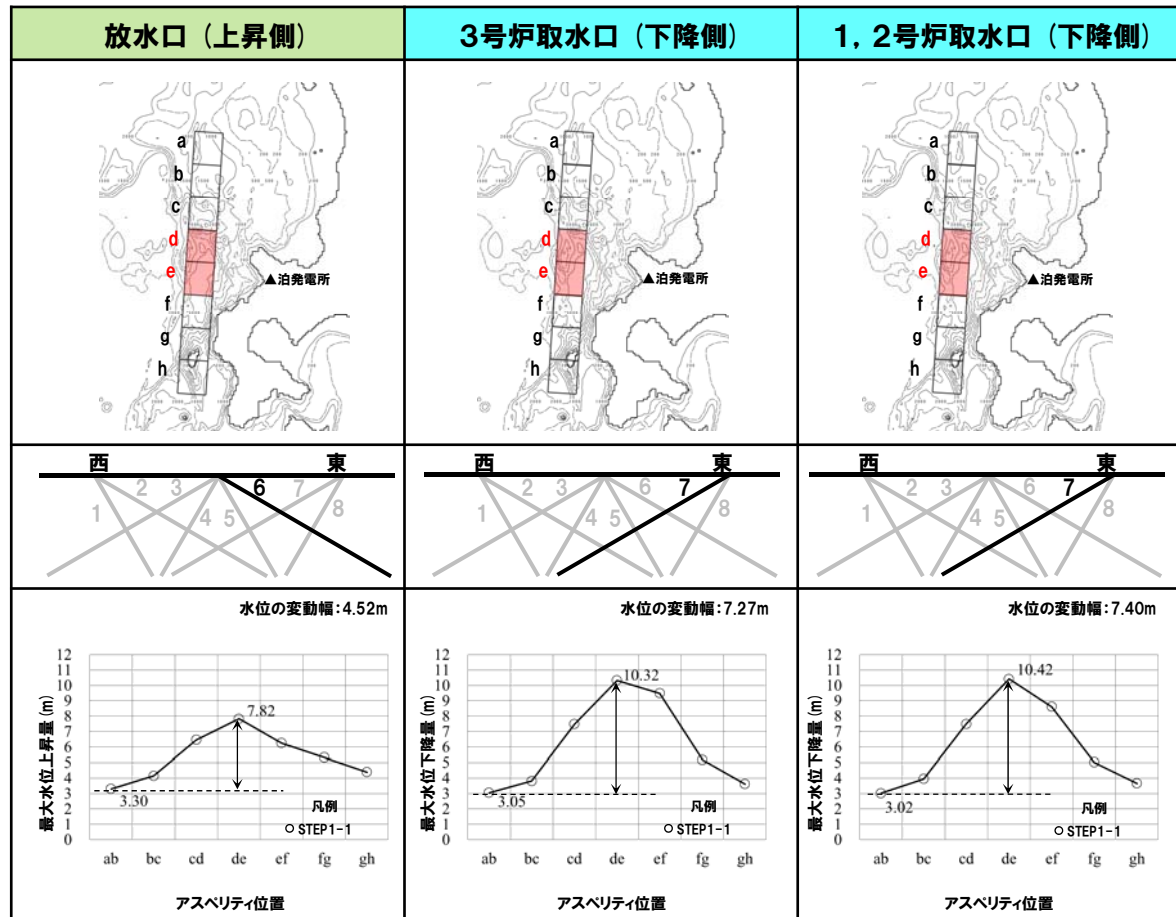 放水口（上昇側）
3号炉取水口（下降側）
1，2号炉取水口（下降側）
a
b
c
d
e
f
g
h
▲泊発電所
a
b
c
d
e
f
g
h
▲泊発電所
a
b
c
d
e
f
g
h
▲泊発電所
西 東
1 2 3 4 5 6 7 8
西 東
1 2 3 4 5 6 7 8
西 東
1 2 3 4 5 6 7 8
水位の変動幅：4.52m
最大水位上昇量（m）
12
11
10
9
8
7
6
5
4
3
2
1
0
7.82
3.30
凡例
○ STEP1-1
ab bc cd de ef fg gh
アスペリティ位置
水位の変動幅：7.27m
最大水位下降量（m）
12
11
10
9
8
7
6
5
4
3
2
1
0
10.32
3.05
凡例
○ STEP1-1
ab bc cd de ef fg gh
アスペリティ位置
水位の変動幅：7.40m
最大水位下降量（m）
12
11
10
9
8
7
6
5
4
3
2
1
0
10.42
3.02
凡例
○ STEP1-1
ab bc cd de ef fg gh
アスペリティ位置